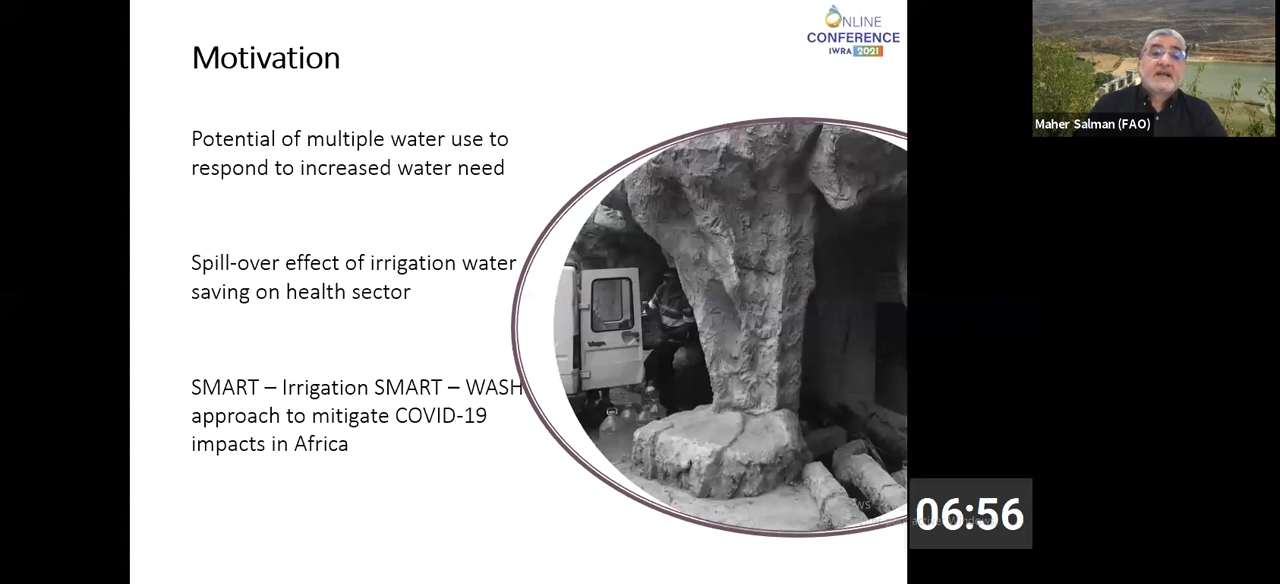 ONLINE
CONFERENCE
IWRA 2021
Motivation
Potential of multiple water use to
respond to increased water need
Spill-over effect of irrigation water
saving on health sector
SMART – Irrigation SMART – WASH
approach to mitigate COVID-19
impacts in Africa
Maher Salman (FAO)
06:56